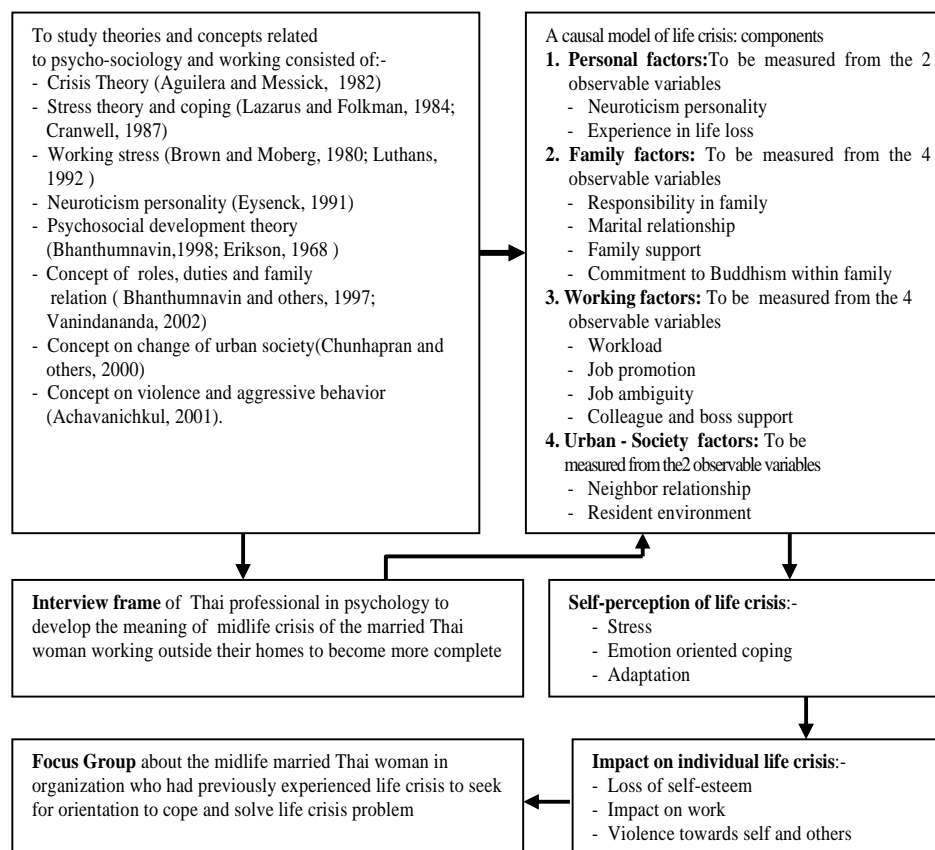 To study theories and concepts related
to psycho-sociology and working consisted of:-
- Crisis Theory (Aguilera and Messick, 1982)
- Stress theory and coping (Lazarus and Folkman, 1984;
Cranwell, 1987)
- Working stress (Brown and Moberg, 1980; Luthans,
1992 )
- Neuroticism personality (Eysenck, 1991)
- Psychosocial development theory
(Bhanthumnavin,1998; Erikson, 1968 )
- Concept of roles, duties and family
relation ( Bhanthumnavin and others, 1997;
Vanindananda, 2002)
- Concept on change of urban society(Chunhapran and
others, 2000)
- Concept on violence and aggressive behavior
(Achavanichkul, 2001).
A causal model of life crisis: components
1. Personal factors:To be measured from the 2
observable variables
- Neuroticism personality
- Experience in life loss
2. Family factors: To be measured from the 4
observable variables
- Responsibility in family
- Marital relationship
- Family support
- Commitment to Buddhism within family
3. Working factors: To be measured from the 4
observable variables
- Workload
- Job promotion
- Job ambiguity
- Colleague and boss support
4. Urban - Society factors: To be
measured from the2 observable variables
- Neighbor relationship
- Resident environment
Interview frame of Thai professional in psychology to
develop the meaning of midlife crisis of the married Thai
woman working outside their homes to become more complete
Self-perception of life crisis:-
- Stress
- Emotion oriented coping
- Adaptation
Focus Group about the midlife married Thai woman in
organization who had previously experienced life crisis to seek
for orientation to cope and solve life crisis problem
Impact on individual life crisis:-
- Loss of self-esteem
- Impact on work
- Violence towards self and others